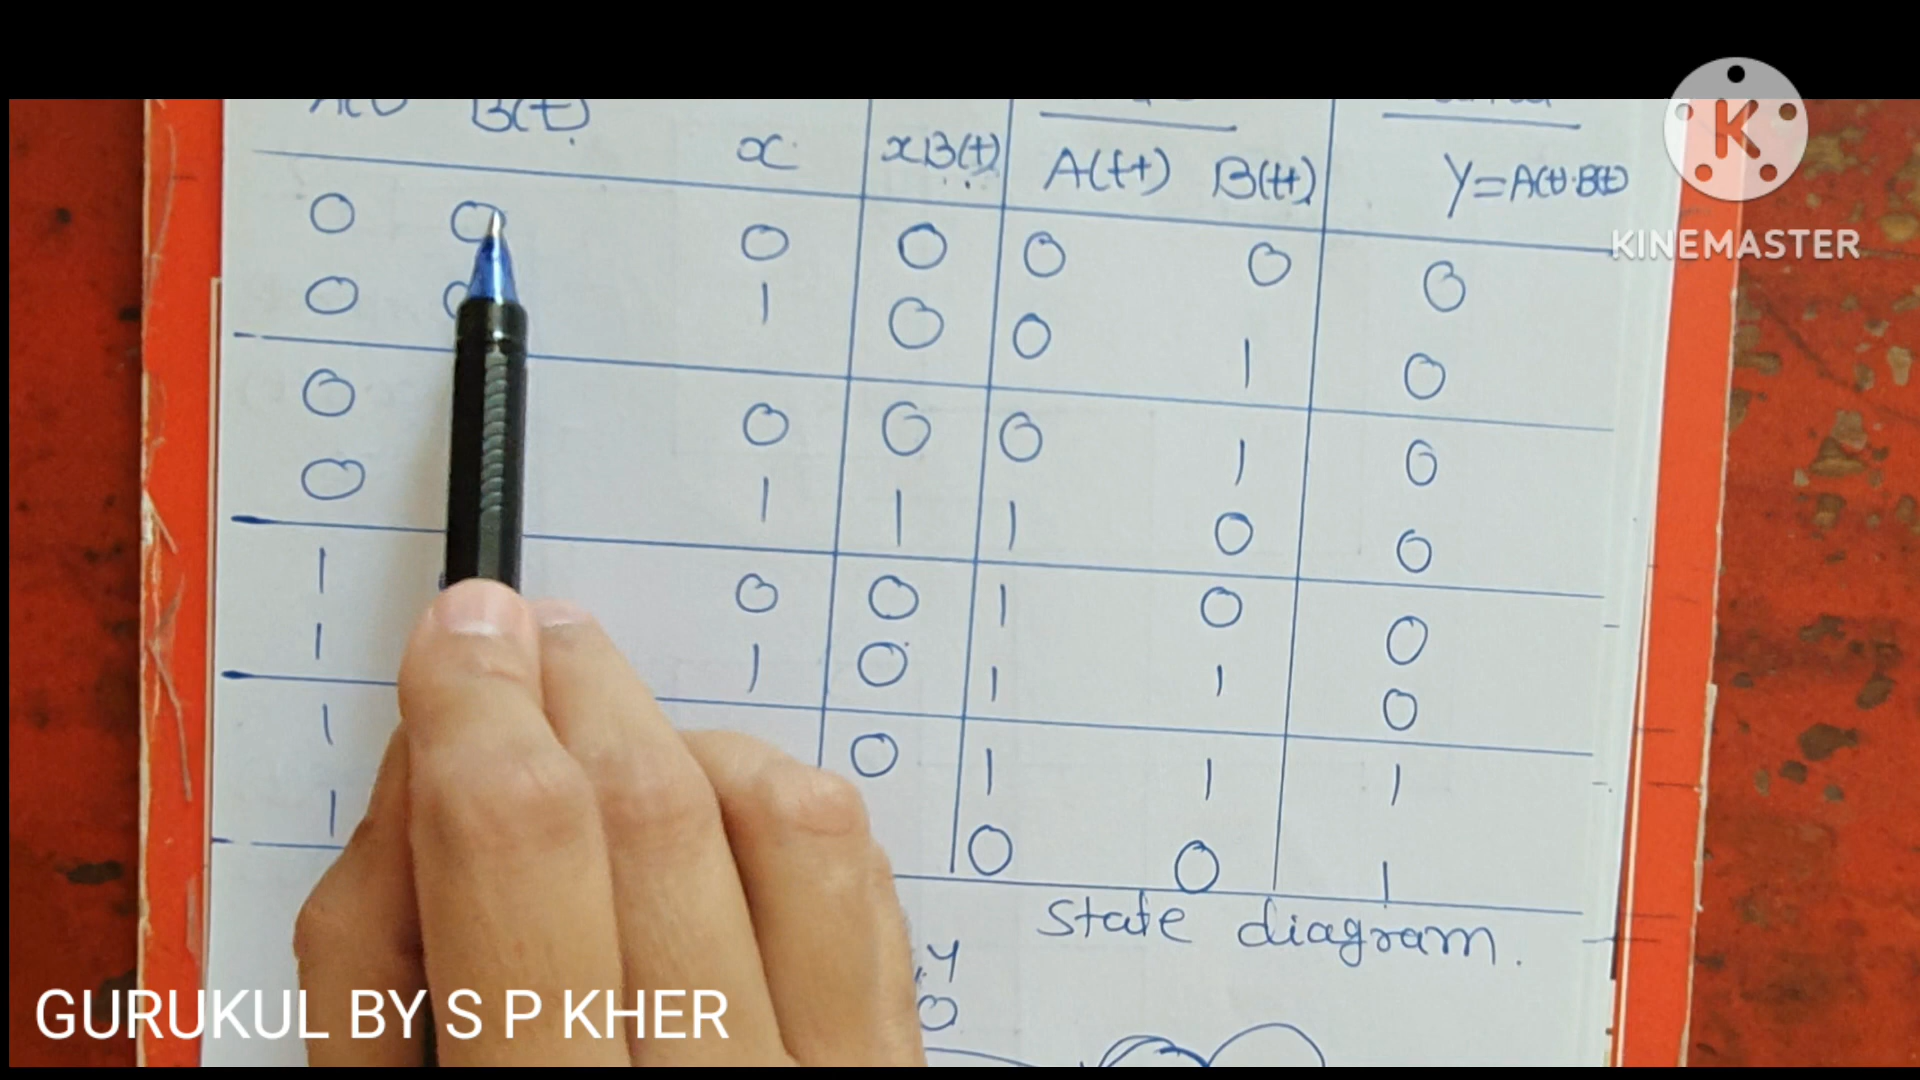 B(t)
x xB(t) A(t+) B(t+) Y=A(t).B(t)
KINEMASTER
0 0 0 0 0 0 0
0 0 1 0 0 1 0
0 0 0 0 1 0
0 1 1 1 0 0
1 0 0 1 0 0
1 1 0 1 1 0
1 0 1 1 1
1 0 0 1
State diagram.
,Y
0
GURUKUL BY S P KHER